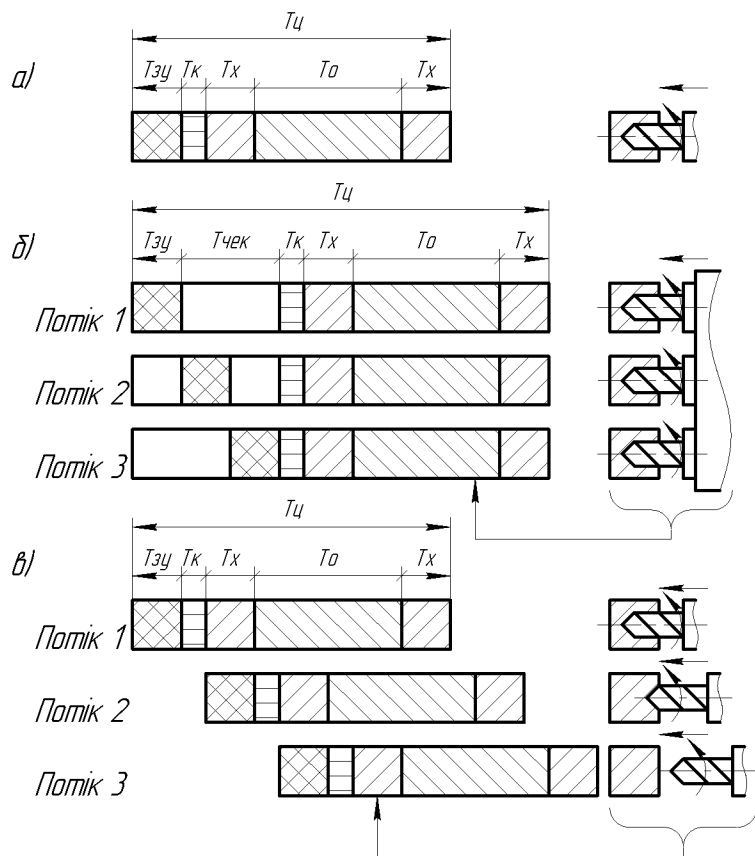 Тц
Тзу Тк Тх То Тх
а)
Тц
Тзу Тчек Тк Тх То Тх
б)
Потік 1
Потік 2
Потік 3
Тц
Тзу Тк Тх То Тх
в)
Потік 1
Потік 2
Потік 3